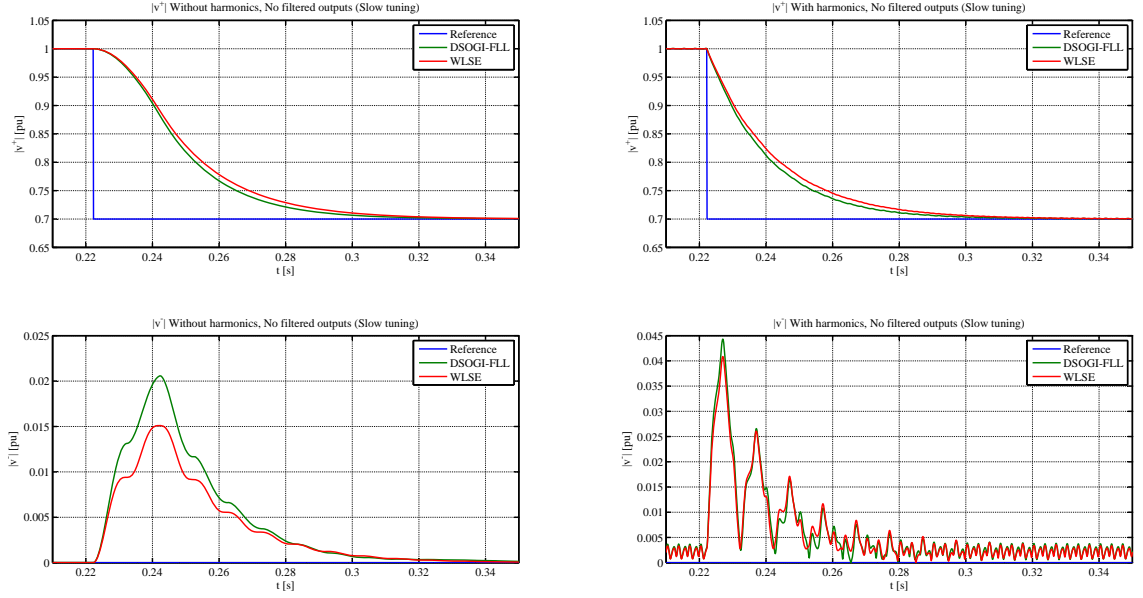 |v⁺| Without harmonics, No filtered outputs (Slow tuning)
1.05
1
0.95
0.9
0.85
0.8
0.75
0.7
0.65
|v⁺| [pu]
0.22
0.24
0.26
0.28
0.3
0.32
0.34
t [s]
Reference
DSOGI-FLL
WLSE
|v⁺| With harmonics, No filtered outputs (Slow tuning)
1.05
1
0.95
0.9
0.85
0.8
0.75
0.7
0.65
|v⁺| [pu]
0.22
0.24
0.26
0.28
0.3
0.32
0.34
t [s]
Reference
DSOGI-FLL
WLSE
|v⁻| Without harmonics, No filtered outputs (Slow tuning)
0.025
0.02
0.015
0.01
0.005
0
|v⁻| [pu]
0.22
0.24
0.26
0.28
0.3
0.32
0.34
t [s]
Reference
DSOGI-FLL
WLSE
|v⁻| With harmonics, No filtered outputs (Slow tuning)
0.045
0.04
0.035
0.03
0.025
0.02
0.015
0.01
0.005
0
|v⁻| [pu]
0.22
0.24
0.26
0.28
0.3
0.32
0.34
t [s]
Reference
DSOGI-FLL
WLSE